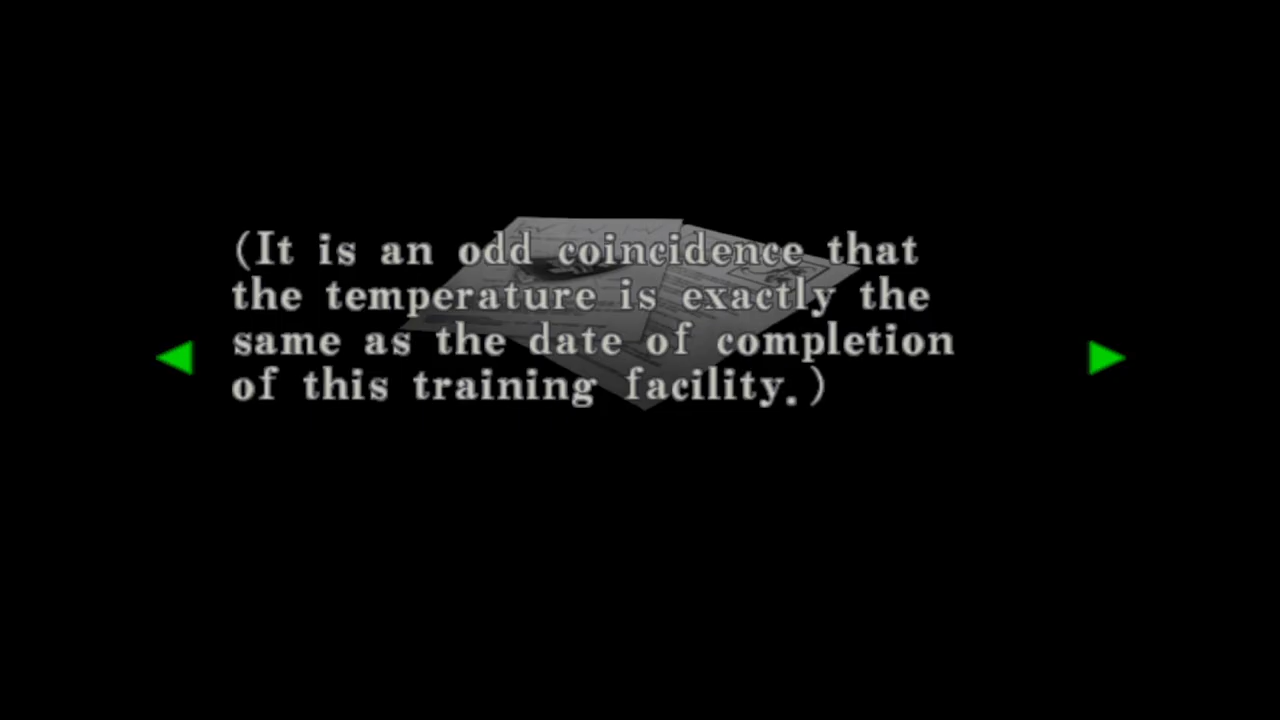 (It is an odd coincidence that
the temperature is exactly the
same as the date of completion
of this training facility.)